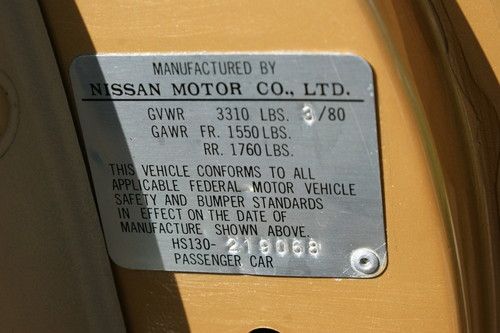 MANUFACTURED BY
NISSAN MOTOR CO., LTD.
GVWR 3310 LBS. 3/80
GAWR FR. 1550 LBS.
RR. 1760 LBS.
THIS VEHICLE CONFORMS TO ALL
APPLICABLE FEDERAL MOTOR VEHICLE
SAFETY AND BUMPER STANDARDS
IN EFFECT ON THE DATE OF
MANUFACTURE SHOWN ABOVE.
HS130-219068
PASSENGER CAR